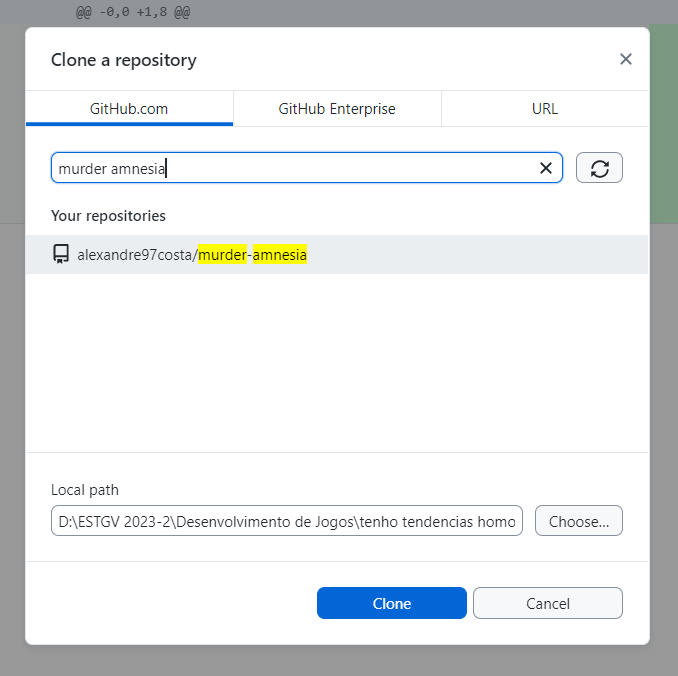 @@ -0,0 +1,8 @@
Clone a repository
GitHub.com
GitHub Enterprise
URL
murder amnesia
Your repositories
alexandre97costa/murder-amnesia
Local path
D:\ESTGV 2023-2\Desenvolvimento de Jogos\tenho tendencias homo
Choose...
Clone
Cancel